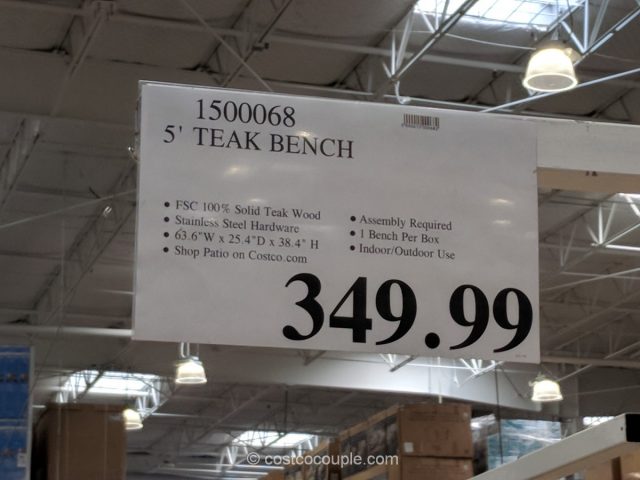 1500068
5' TEAK BENCH
• FSC 100% Solid Teak Wood
• Stainless Steel Hardware
• 63.6"W x 25.4"D x 38.4" H
• Shop Patio on Costco.com
• Assembly Required
• 1 Bench Per Box
• Indoor/Outdoor Use
349.99
© costcocouple.com